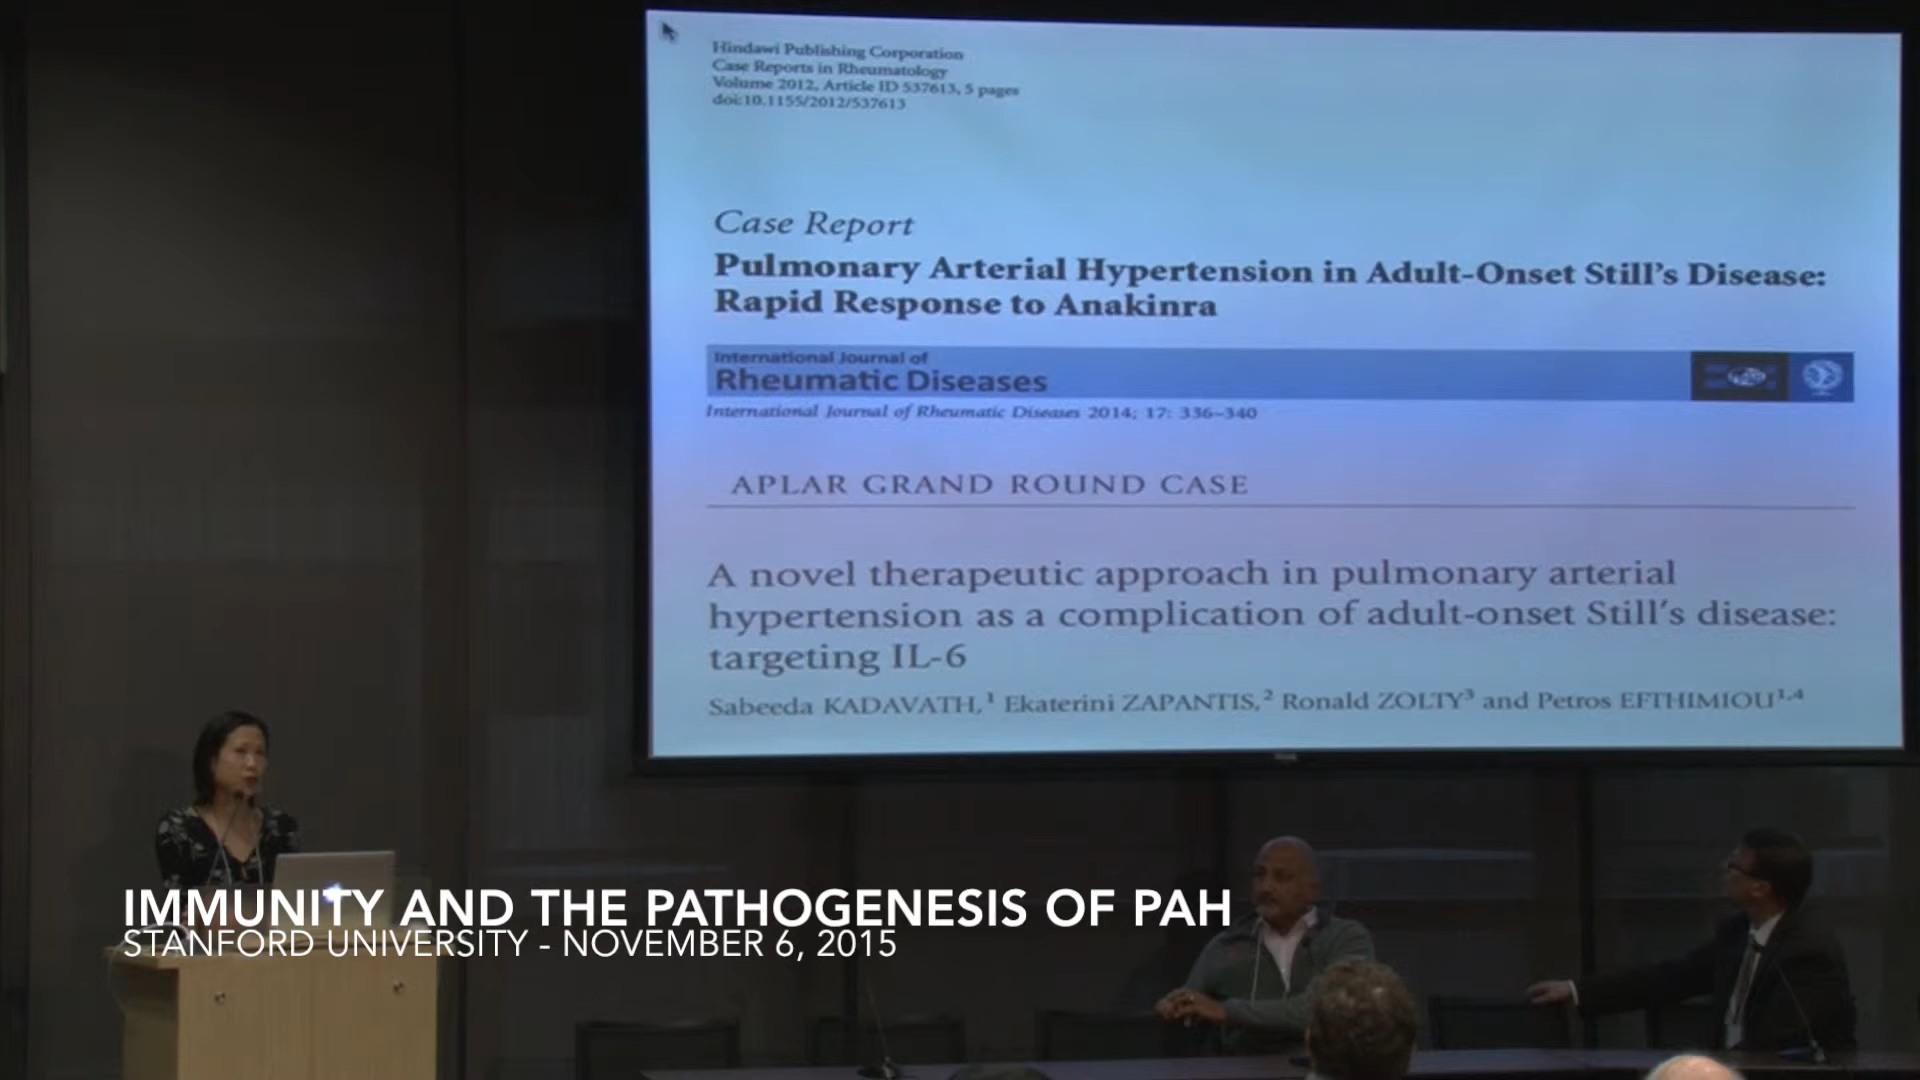 Hindawi Publishing Corporation
Case Reports in Rheumatology
Volume 2012, Article ID 537613, 5 pages
doi:10.1155/2012/537613
Case Report
Pulmonary Arterial Hypertension in Adult-Onset Still's Disease:
Rapid Response to Anakinra
International Journal of
Rheumatic Diseases
International Journal of Rheumatic Diseases 2014; 17: 336–340
APLAR GRAND ROUND CASE
A novel therapeutic approach in pulmonary arterial
hypertension as a complication of adult-onset Still's disease:
targeting IL-6
Sabeeda KADAVATH,¹ Ekaterini ZAPANTIS,² Ronald ZOLTY³ and Petros EFTHIMIOU¹,⁴
IMMUNITY AND THE PATHOGENESIS OF PAH
STANFORD UNIVERSITY - NOVEMBER 6, 2015